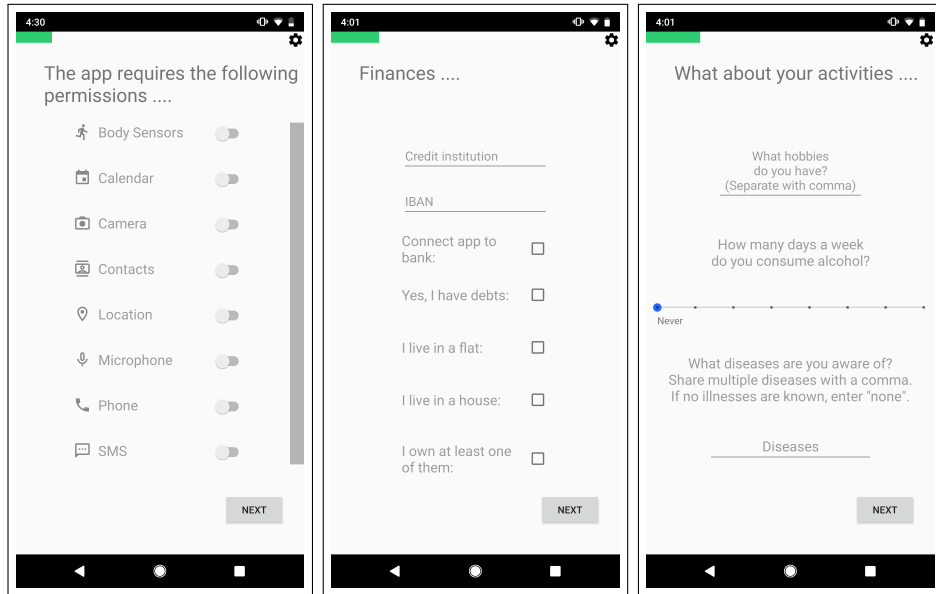 4:30
The app requires the following
permissions ....
Body Sensors
Calendar
Camera
Contacts
Location
Microphone
Phone
SMS
NEXT
4:01
Finances ....
Credit institution
IBAN
Connect app to
bank:
Yes, I have debts:
I live in a flat:
I live in a house:
I own at least one
of them:
NEXT
4:01
What about your activities ....
What hobbies
do you have?
(Separate with comma)
How many days a week
do you consume alcohol?
Never
What diseases are you aware of?
Share multiple diseases with a comma.
If no illnesses are known, enter "none".
Diseases
NEXT